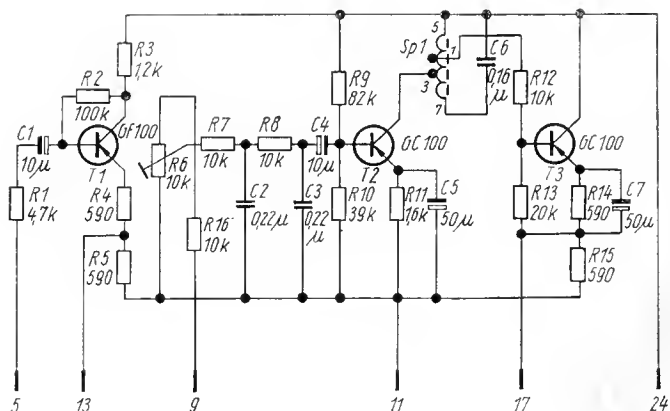 R3
1,2k
R2
100k
C1
10μ
GF100
T1
R1
4,7k
R4
590
R5
590
R6
10k
R7
10k
R8
10k
C4
10μ
R16
10k
C2
0,22μ
C3
0,22
μ
R9
82k
R10
39k
GC100
T2
R11
1,6k
C5
50μ
Sp1
5
1
3
7
C6
0,16
μ
R12
10k
GC100
T3
R13
20k
R14
590
C7
50μ
R15
590
5 13 9 11 17 24